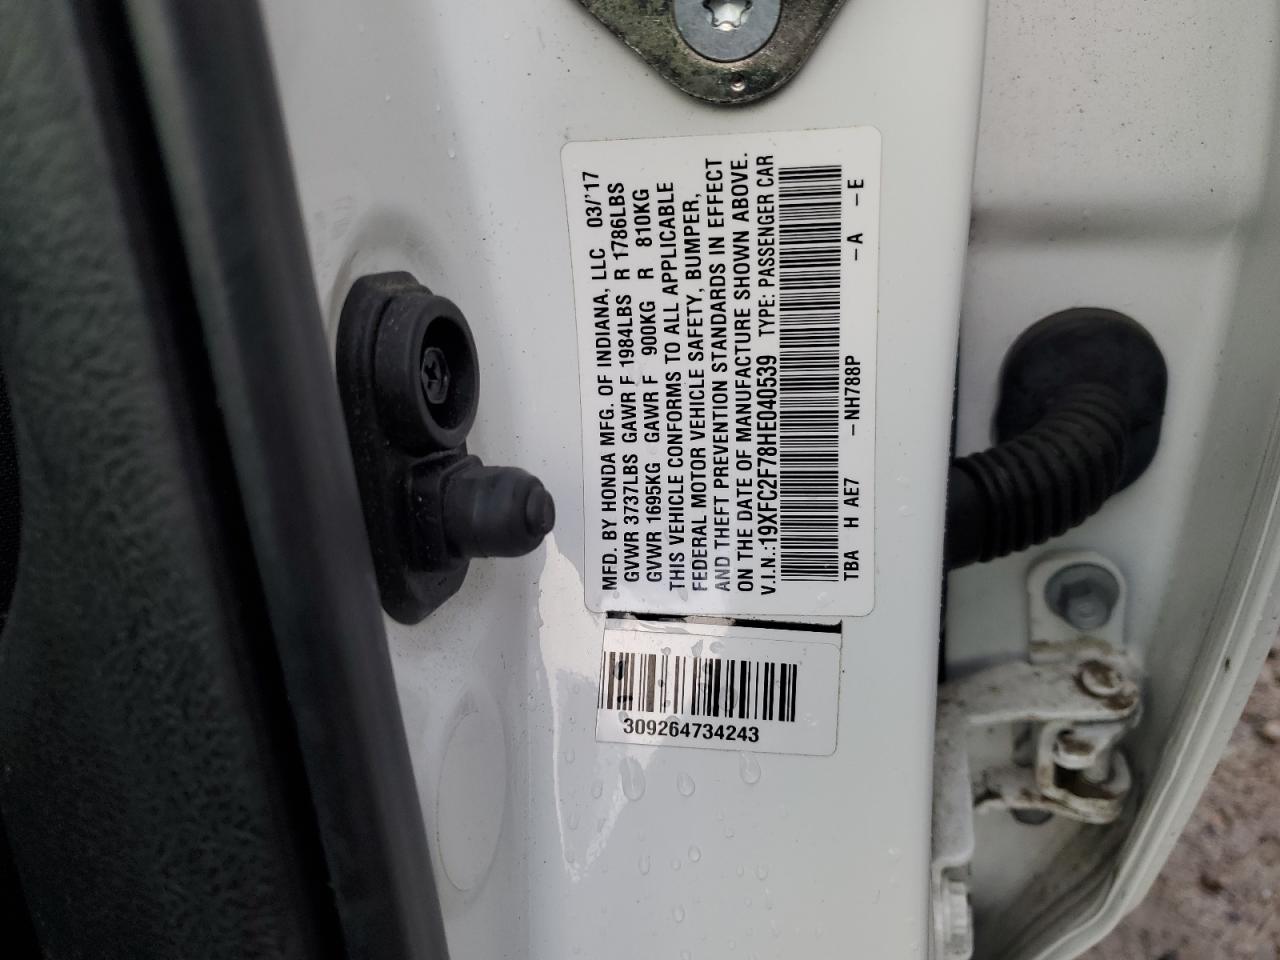 MFD. BY HONDA MFG. OF INDIANA, LLC 03/'17
GVWR 3737LBS GAWR F 1984LBS R 1786LBS
GVWR 1695KG GAWR F 900KG R 810KG
THIS VEHICLE CONFORMS TO ALL APPLICABLE
FEDERAL MOTOR VEHICLE SAFETY, BUMPER,
AND THEFT PREVENTION STANDARDS IN EFFECT
ON THE DATE OF MANUFACTURE SHOWN ABOVE.
V.I.N.:19XFC2F78HE040539 TYPE: PASSENGER CAR
TBA H AE7 – NH788P – A – E
309264734243